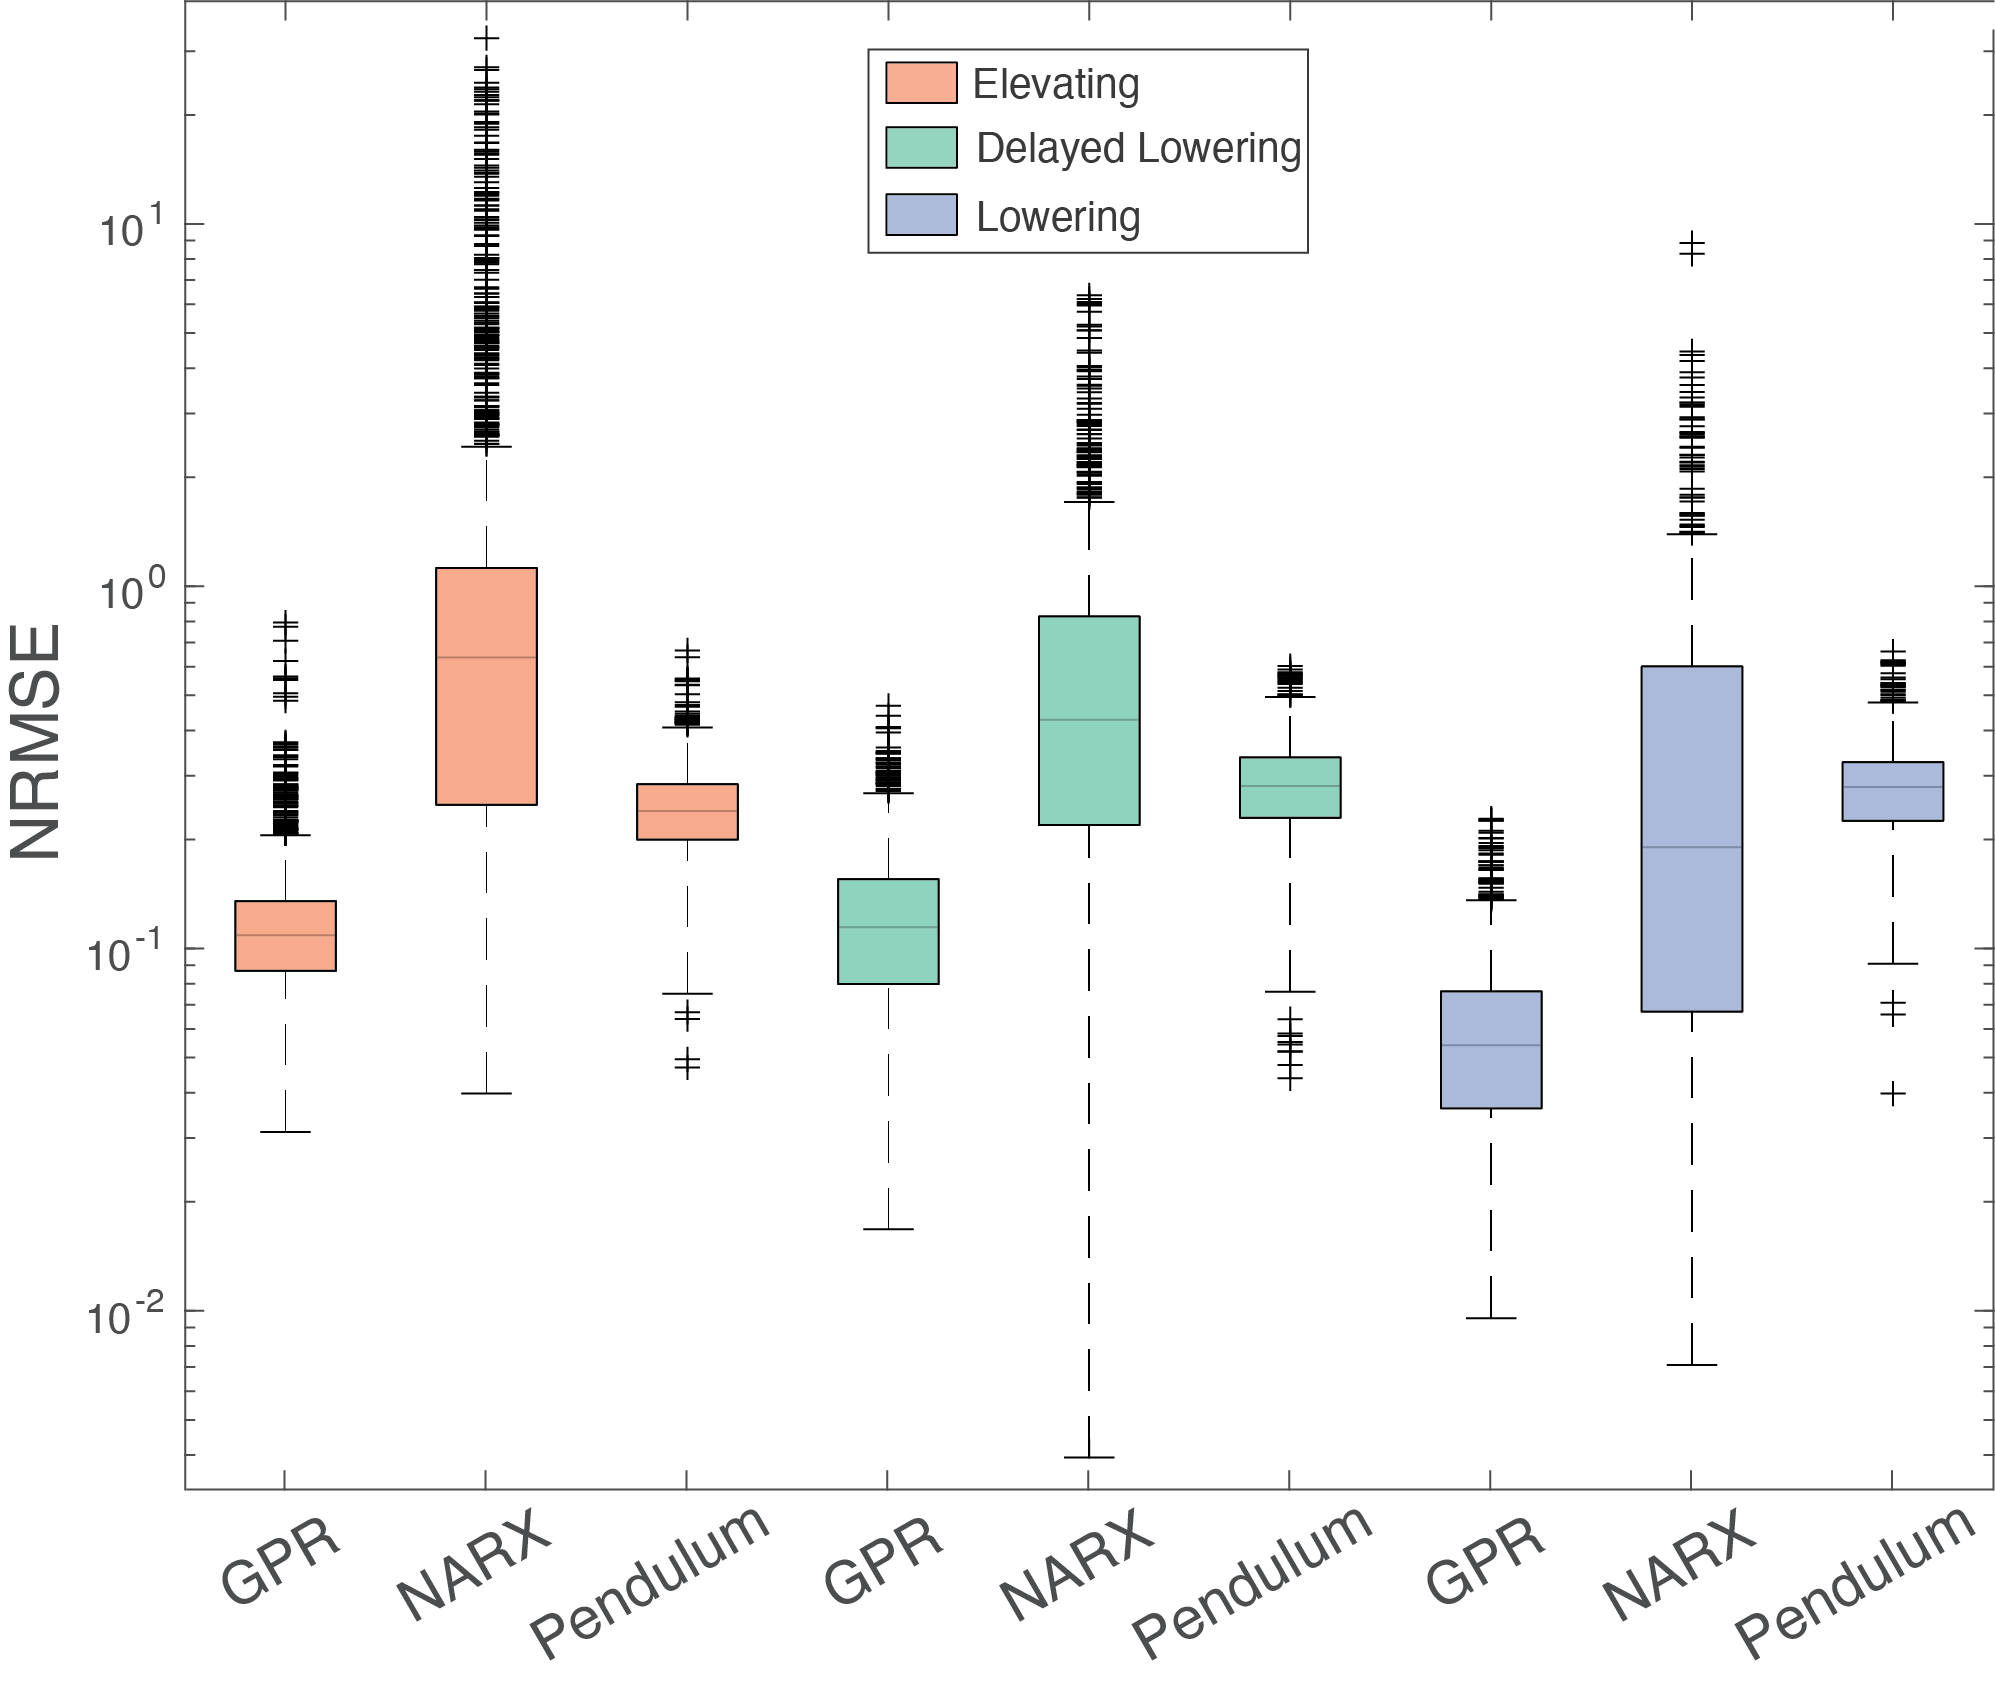 Elevating
Delayed Lowering
Lowering
NRMSE
10^1
10^0
10^-1
10^-2
GPR NARX Pendulum GPR NARX Pendulum GPR NARX Pendulum